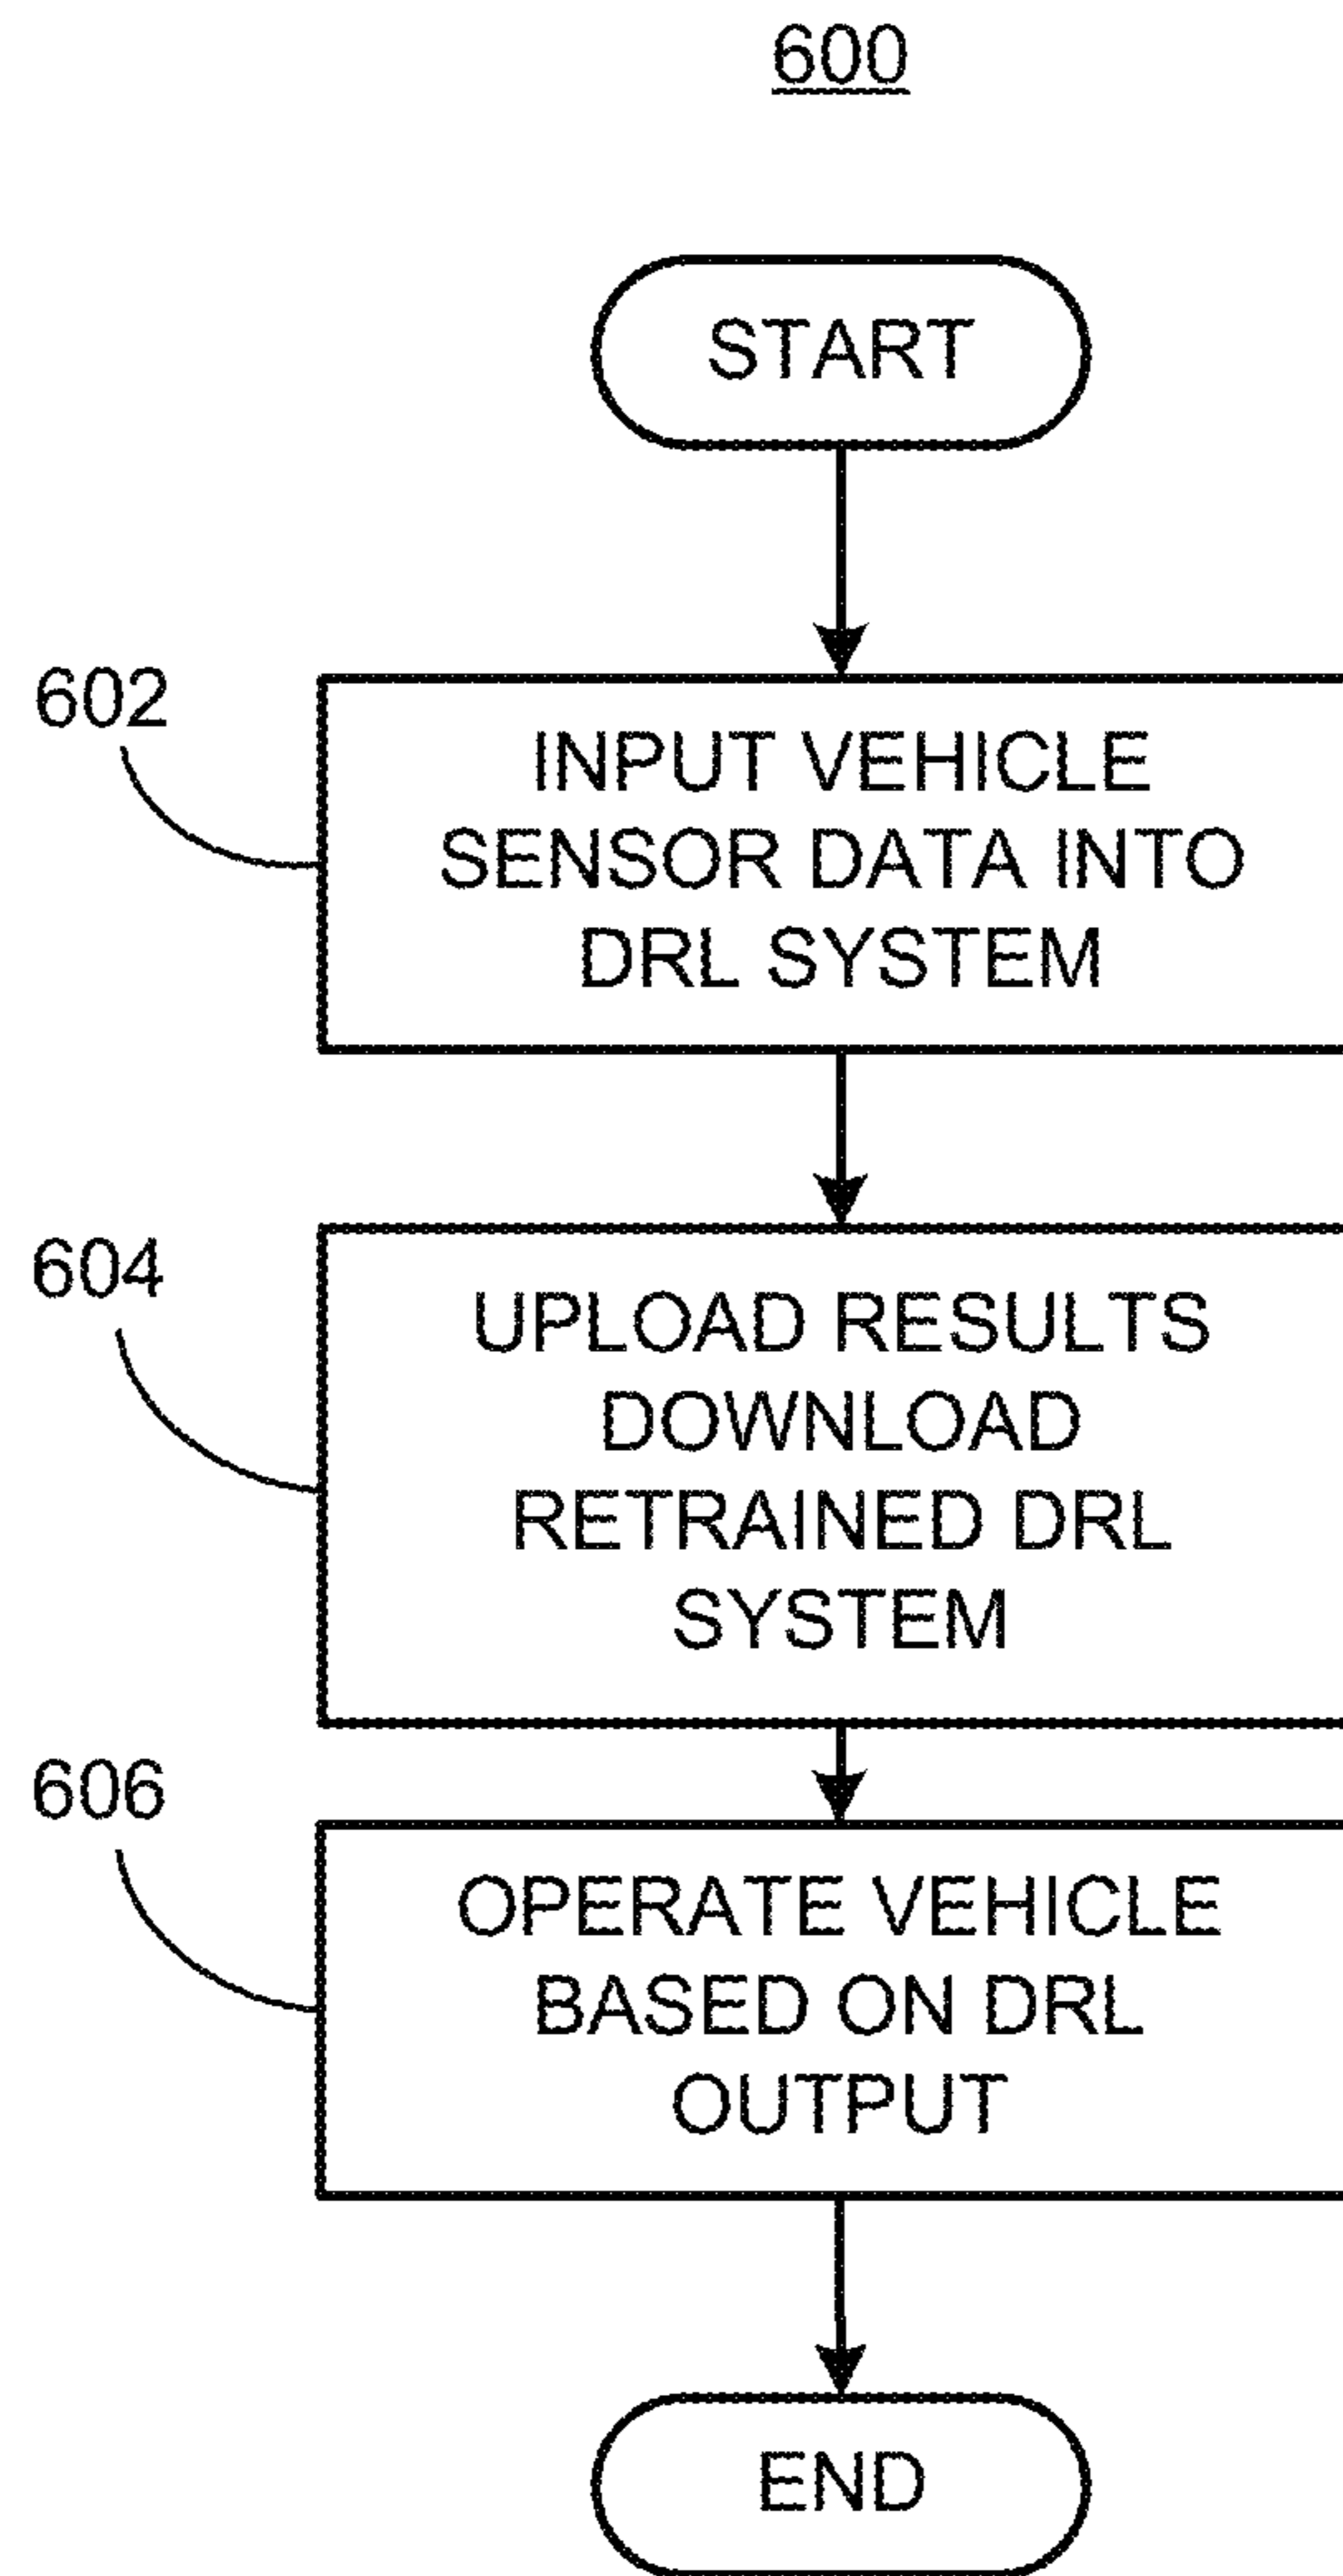 600
START
602
INPUT VEHICLE
SENSOR DATA INTO
DRL SYSTEM
604
UPLOAD RESULTS
DOWNLOAD
RETRAINED DRL
SYSTEM
606
OPERATE VEHICLE
BASED ON DRL
OUTPUT
END